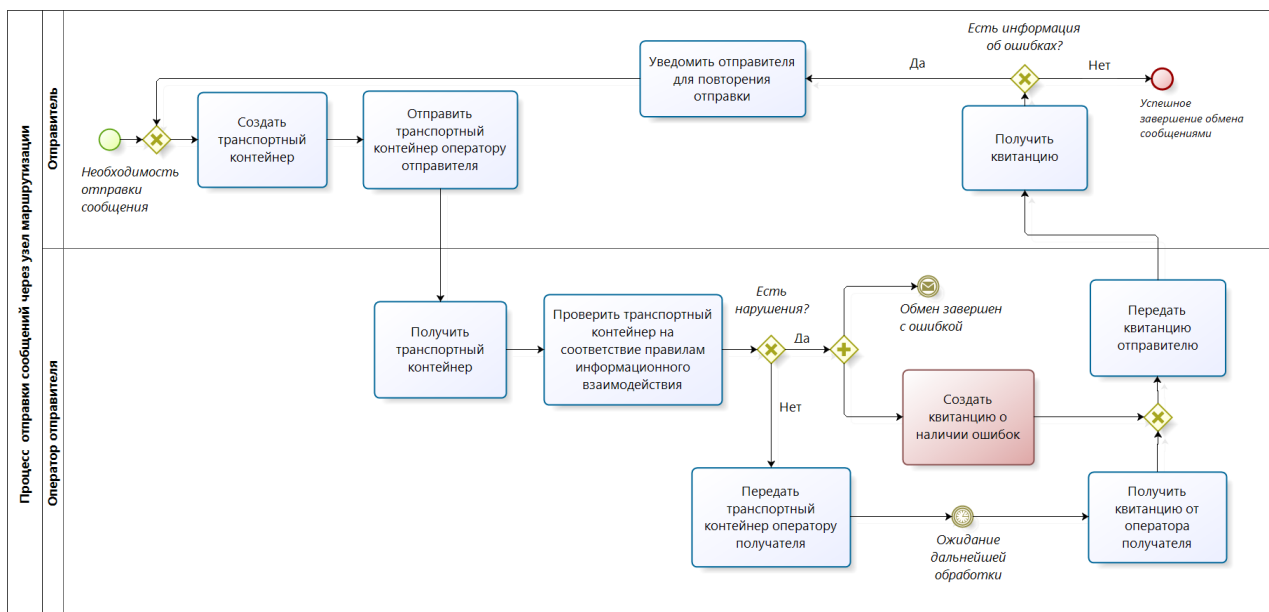 Процесс отправки сообщений через узел маршрутизации
Отправитель
Необходимость
отправки
сообщения
Создать
транспортный
контейнер
Отправить
транспортный
контейнер оператору
отправителя
Уведомить отправителя
для повторения
отправки
Да
Есть информация
об ошибках?
Нет
Успешное
завершение обмена
сообщениями
Получить
квитанцию
Оператор отправителя
Получить
транспортный
контейнер
Проверить транспортный
контейнер на
соответствие правилам
информационного
взаимодействия
Есть
нарушения?
Да
Нет
Обмен завершен
с ошибкой
Создать
квитанцию о
наличии ошибок
Передать
квитанцию
отправителю
Передать
транспортный
контейнер оператору
получателя
Ожидание
дальнейшей
обработки
Получить
квитанцию от
оператора
получателя